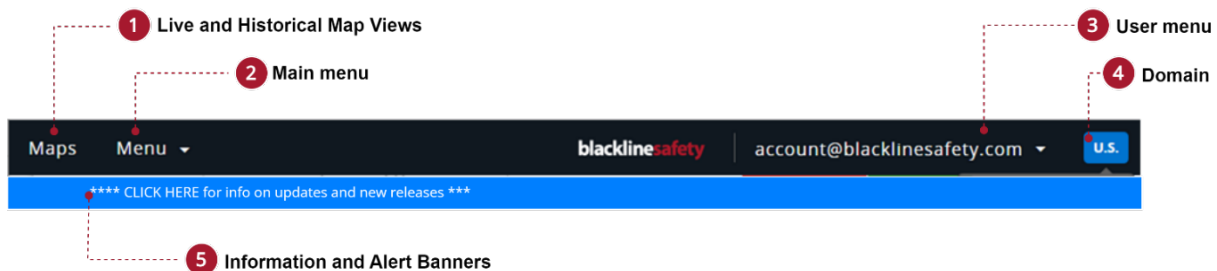 1 Live and Historical Map Views
3 User menu
2 Main menu
4 Domain
Maps Menu blacklinesafety account@blacklinesafety.com U.S.
**** CLICK HERE for info on updates and new releases ***
5 Information and Alert Banners